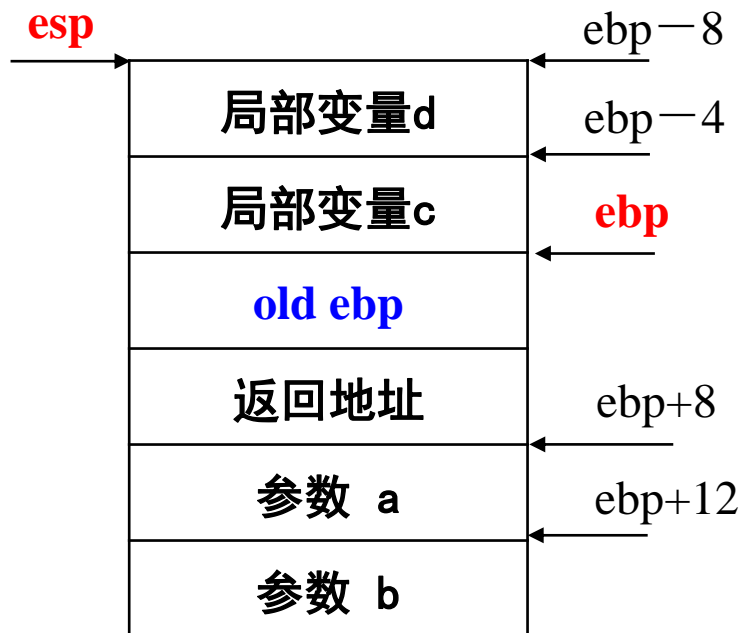 esp
ebp－8
局部变量d
ebp－4
局部变量c
ebp
old ebp
返回地址
ebp+8
参数 a
ebp+12
参数 b